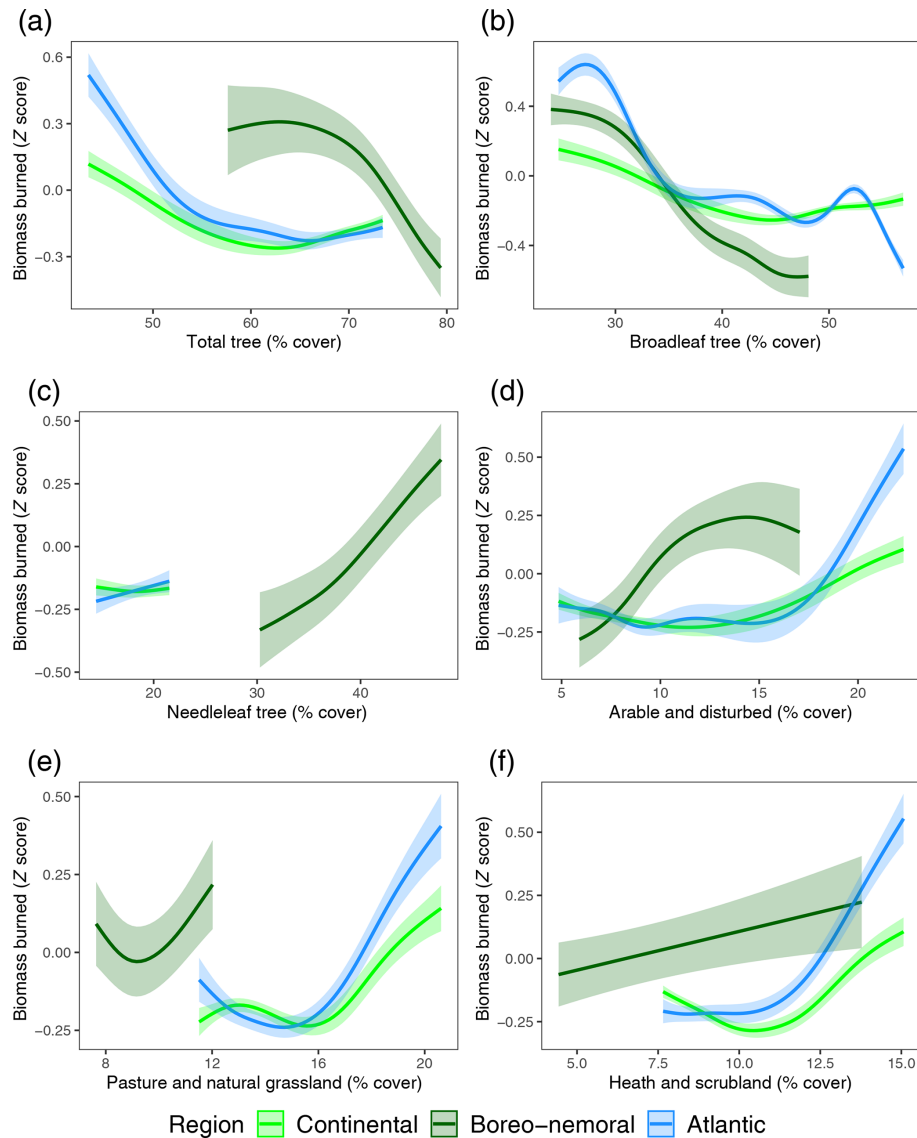 (a)
Biomass burned (Z score)
0.6
0.3
0.0
−0.3
50
60
70
80
Total tree (% cover)
(b)
Biomass burned (Z score)
0.4
0.0
−0.4
30
40
50
Broadleaf tree (% cover)
(c)
Biomass burned (Z score)
0.50
0.25
0.00
−0.25
−0.50
20
30
40
Needleleaf tree (% cover)
(d)
Biomass burned (Z score)
0.50
0.25
0.00
−0.25
5
10
15
20
Arable and disturbed (% cover)
(e)
Biomass burned (Z score)
0.50
0.25
0.00
−0.25
8
12
16
20
Pasture and natural grassland (% cover)
(f)
Biomass burned (Z score)
0.50
0.25
0.00
−0.25
5.0
7.5
10.0
12.5
15.0
Heath and scrubland (% cover)
Region Continental Boreo−nemoral Atlantic